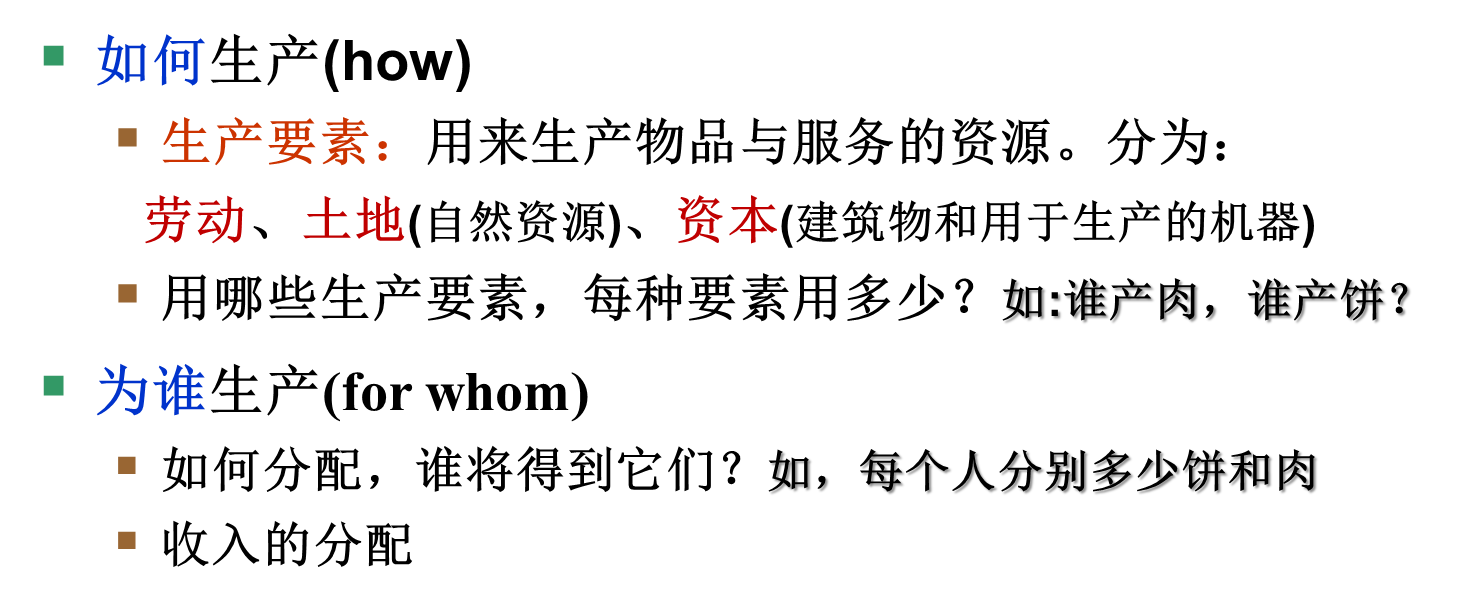 如何生产(how)
生产要素：用来生产物品与服务的资源。分为：
劳动、土地(自然资源)、资本(建筑物和用于生产的机器)
用哪些生产要素，每种要素用多少？如:谁产肉，谁产饼？
为谁生产(for whom)
如何分配，谁将得到它们？如，每个人分别多少饼和肉
收入的分配